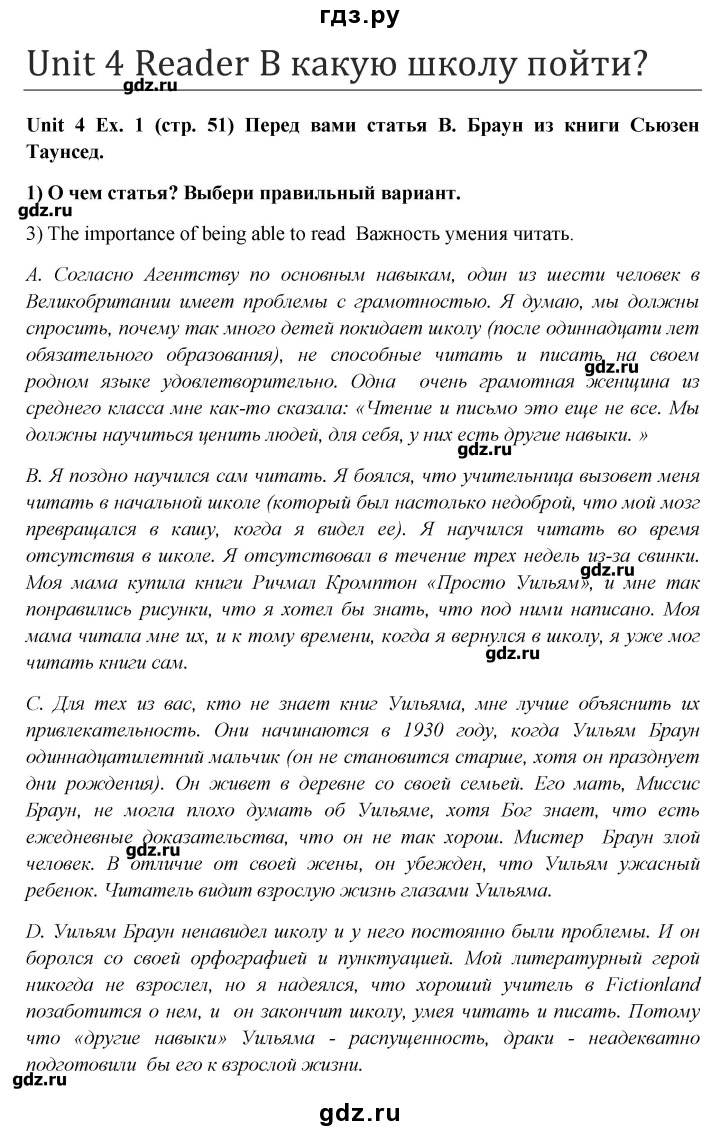 гдз.ру
Unit 4 Reader В какую школу пойти?
gdz.ru
Unit 4 Ex. 1 (стр. 51) Перед вами статья В. Браун из книги Сьюзен
Таунсед.
1) О чем статья? Выбери правильный вариант.
gdz.ru
3) The importance of being able to read Важность умения читать.
A. Согласно Агентству по основным навыкам, один из шести человек в
Великобритании имеет проблемы с грамотностью. Я думаю, мы должны
спросить, почему так много детей покидает школу (после одиннадцати лет
обязательного образования), не способные читать и писать на своем
gdz.ru
родном языке удовлетворительно. Одна очень грамотная женщина из
среднего класса мне как-то сказала: «Чтение и письмо это еще не все. Мы
должны научиться ценить людей, для себя, у них есть другие навыки. »
gdz.ru
B. Я поздно научился сам читать. Я боялся, что учительница вызовет меня
читать в начальной школе (который был настолько недоброй, что мой мозг
превращался в кашу, когда я видел ее). Я научился читать во время
отсутствия в школе. Я отсутствовал в течение трех недель из-за свинки.
gdz.ru
Моя мама купила книги Ричмал Кромптон «Просто Уильям», и мне так
понравились рисунки, что я хотел бы знать, что под ними написано. Моя
мама читала мне их, и к тому времени, когда я вернулся в школу, я уже мог
gdz.ru
читать книги сам.
C. Для тех из вас, кто не знает книг Уильяма, мне лучше объяснить их
привлекательность. Они начинаются в 1930 году, когда Уильям Браун
одиннадцатилетний мальчик (он не становится старше, хотя он празднует
дни рождения). Он живет в деревне со своей семьей. Его мать, Миссис
Браун, не могла плохо думать об Уильяме, хотя Бог знает, что есть
ежедневные доказательства, что он не так хорош. Мистер Браун злой
gdz.ru
человек. В отличие от своей жены, он убежден, что Уильям ужасный
ребенок. Читатель видит взрослую жизнь глазами Уильяма.
D. Уильям Браун ненавидел школу и у него постоянно были проблемы. И он
боролся со своей орфографией и пунктуацией. Мой литературный герой
никогда не взрослел, но я надеялся, что хороший учитель в Fictionland
позаботится о нем, и он закончит школу, умея читать и писать. Потому
что «другие навыки» Уильяма - распущенность, драки - неадекватно
подготовили бы его к взрослой жизни.
gdz.ru
gdz.ru